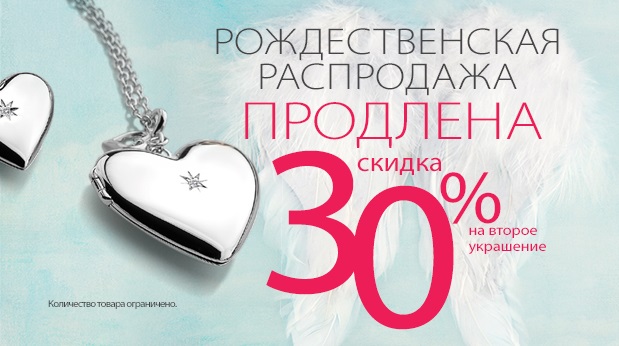 РОЖДЕСТВЕНСКАЯ
РАСПРОДАЖА
ПРОДЛЕНА
скидка
30%
на второе
украшение
Количество товара ограничено.